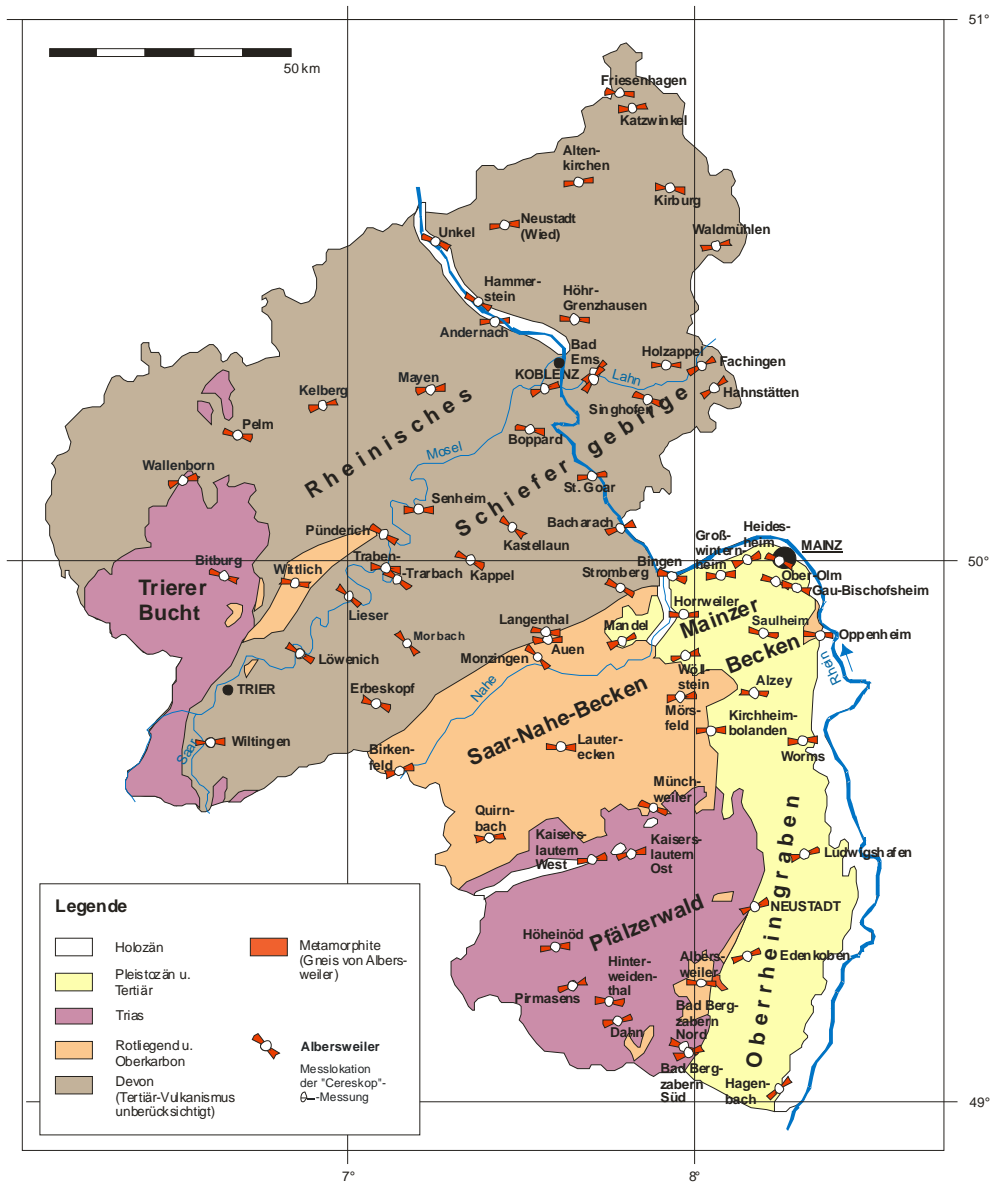 51°
50 km
Friesenhagen
Katzwinkel
Alten-
kirchen
Kirburg
Neustadt
(Wied)
Waldmühlen
Unkel
Hammer-
stein
Höhr-
Grenzhausen
Andernach
Bad
Ems
Holzappel
Fachingen
KOBLENZ
Lahn
Hahnstätten
Mayen
Kelberg
Singhofen
Pelm
Rheinisches
Schiefergebirge
Mosel
Boppard
Wallenborn
St. Goar
Senheim
Bacharach
Pünderich
Kastellaun
Heides-
heim
MAINZ
Groß-
wintern-
heim
50°
Bitburg
Wittlich
Traben-
Trarbach
Kappel
Stromberg
Bingen
Ober-Olm
Gau-Bischofsheim
Trierer
Bucht
Lieser
Horrweiler
Mainzer
Becken
Langenthal
Mandel
Saulheim
Oppenheim
Morbach
Auen
Löwenich
Monzingen
Wöll-
stein
Rhein
TRIER
Erbeskopf
Nahe
Alzey
Mörs-
feld
Saar-Nahe-Becken
Kirchheim-
bolanden
Saar
Wiltingen
Lauter-
ecken
Worms
Birken-
feld
Münch-
weiler
Quirn-
bach
Kaisers-
lautern
West
Kaisers-
lautern
Ost
Ludwigshafen
Oberrheingraben
Pfälzerwald
NEUSTADT
Höheinöd
Hinter-
weiden-
thal
Albers-
weiler
Edenkoben
Pirmasens
Dahn
Bad Berg-
zabern
Nord
Bad Berg-
zabern
Süd
Hagen-
bach
49°
Legende
Holozän
Pleistozän u.
Tertiär
Trias
Rotliegend u.
Oberkarbon
Devon
(Tertiär-Vulkanismus
unberücksichtigt)
Metamorphite
(Gneis von Albers-
weiler)
Albersweiler
Messlokation
der "Cereskop"-
-Messung
7°
8°